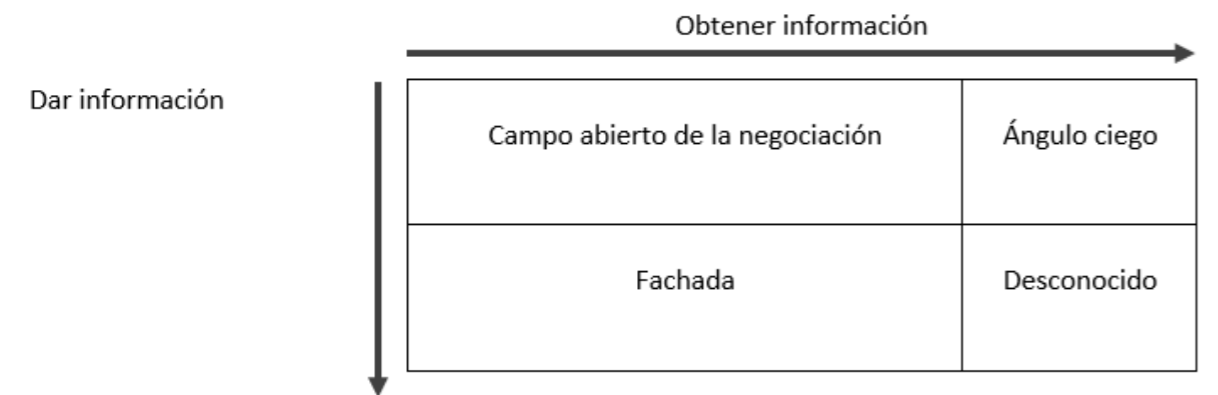 Obtener información
Dar información
Campo abierto de la negociación
Ángulo ciego
Fachada
Desconocido